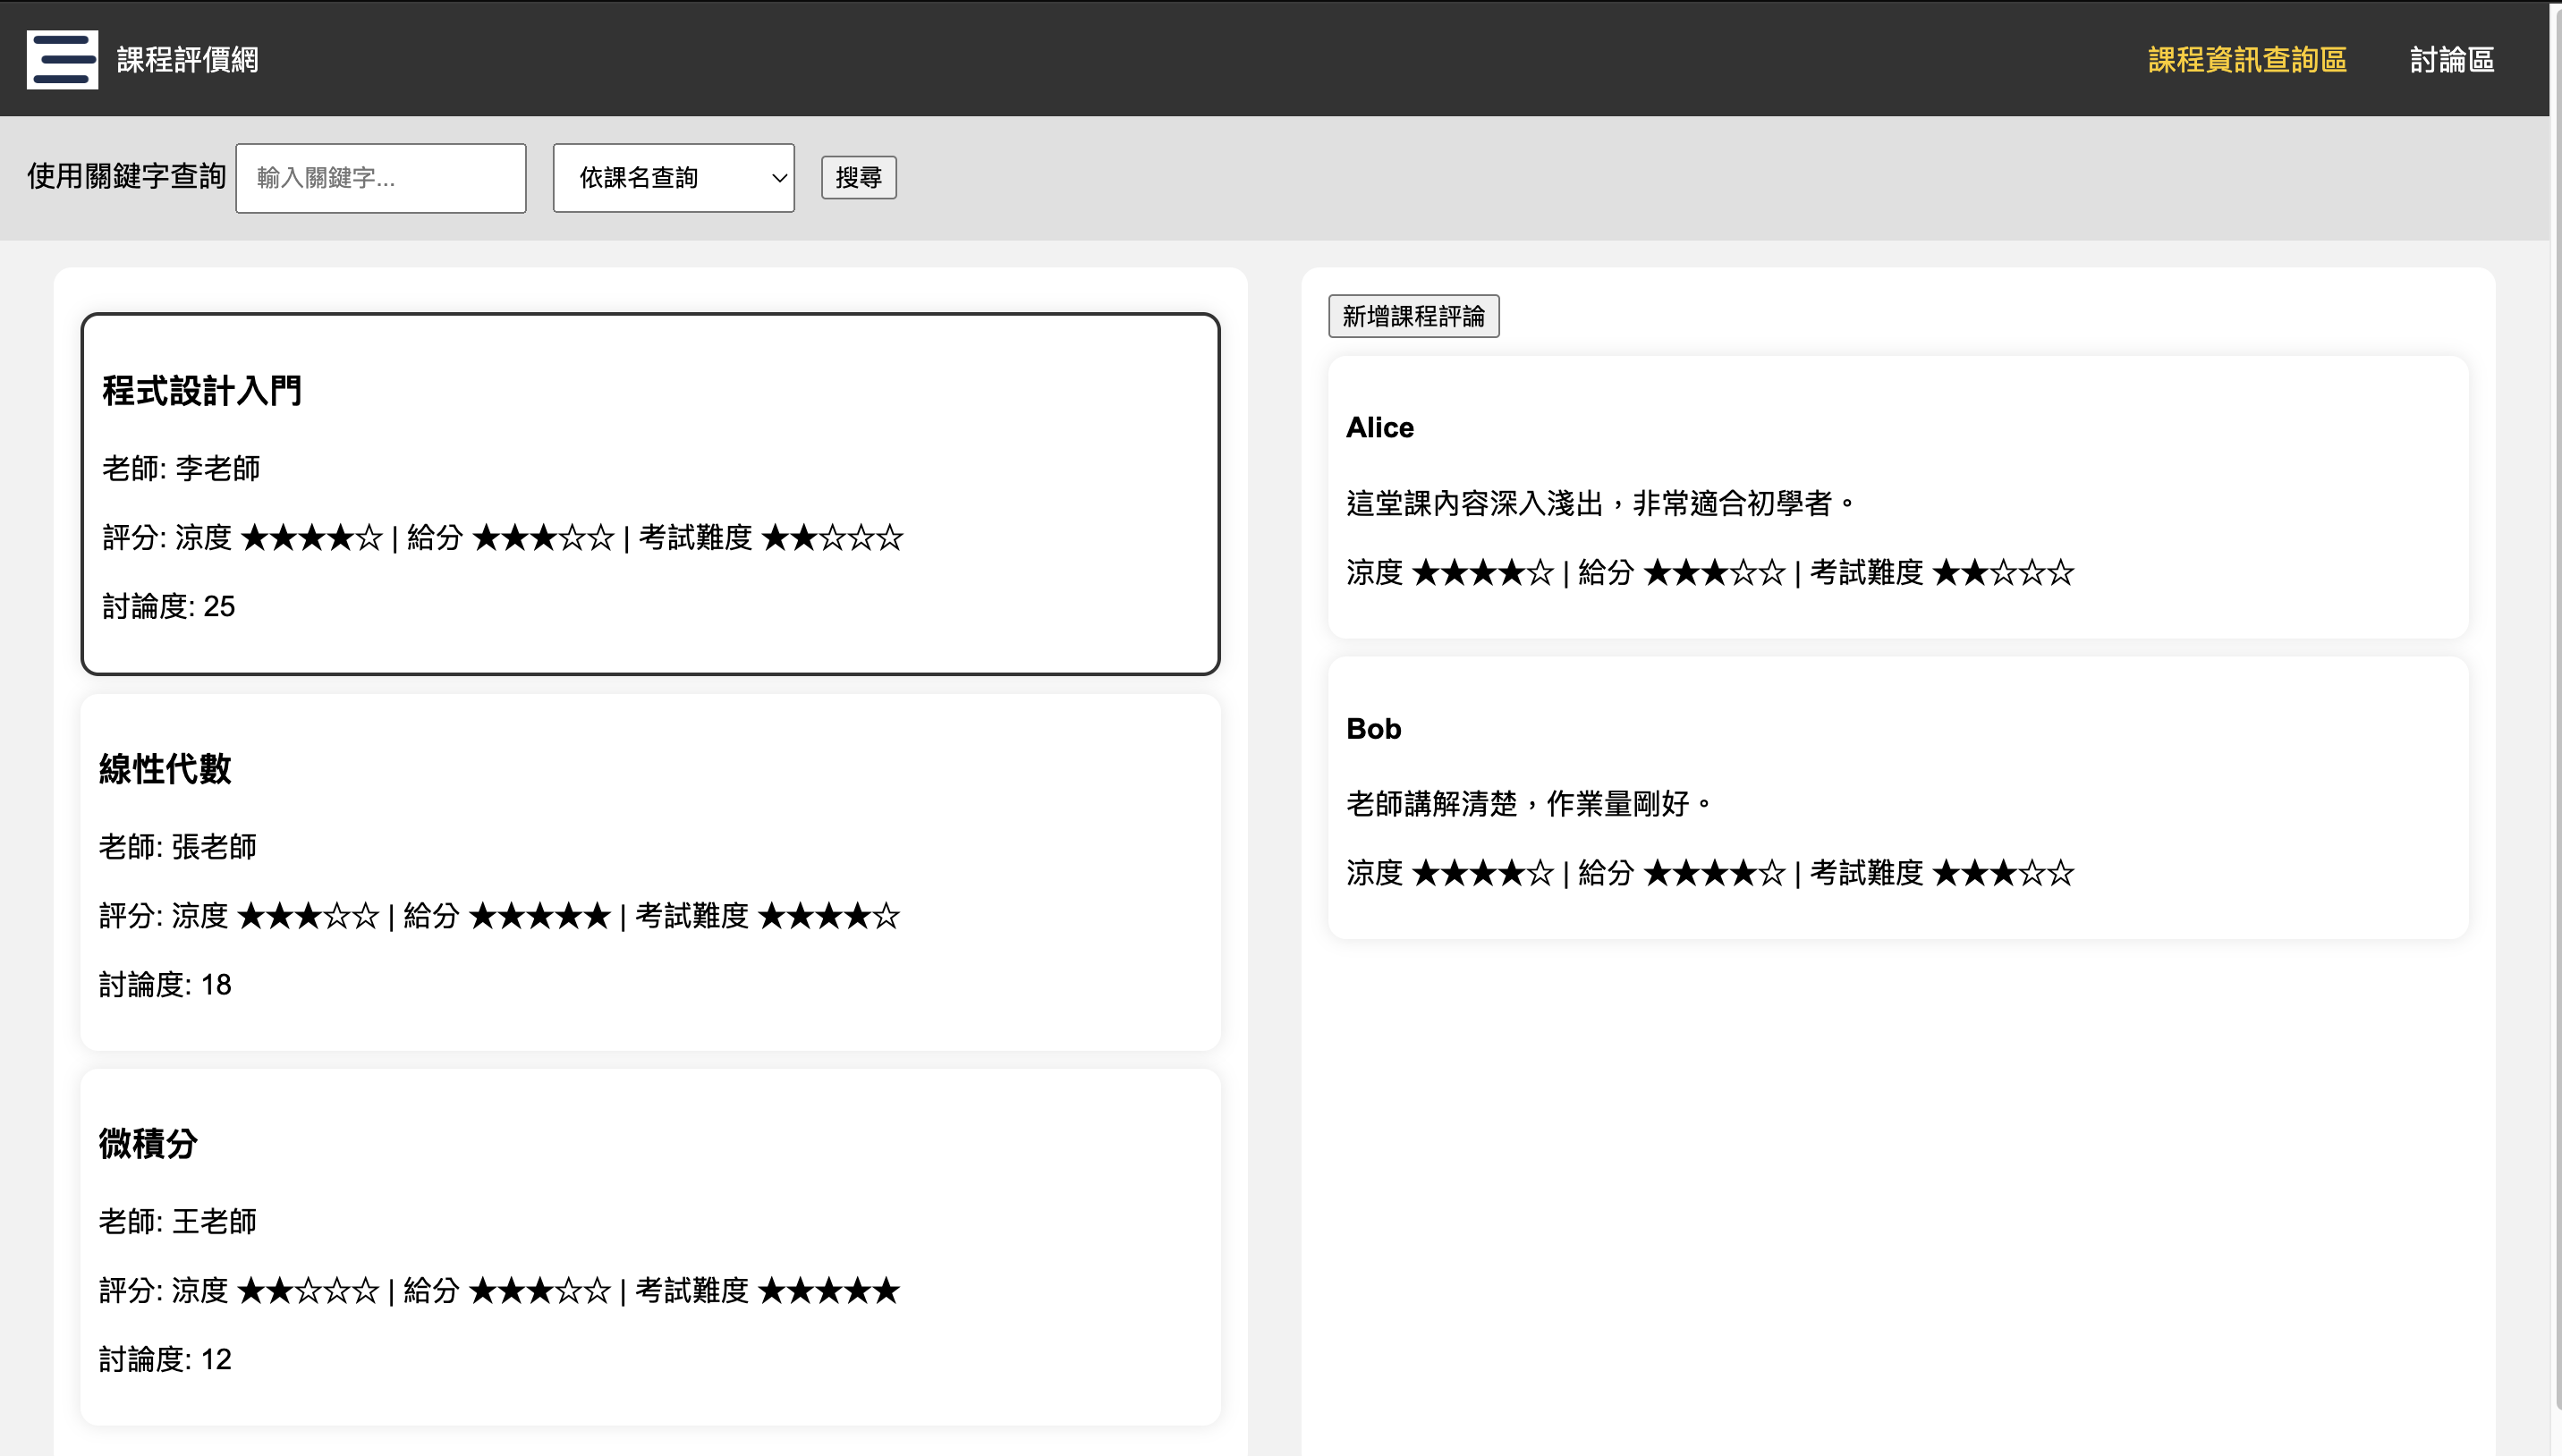 課程評價網
課程資訊查詢區 討論區
使用關鍵字查詢 輸入關鍵字... 依課名查詢 搜尋
程式設計入門
老師: 李老師
評分: 涼度 ★★★★☆ | 給分 ★★★☆☆ | 考試難度 ★★☆☆☆
討論度: 25
線性代數
老師: 張老師
評分: 涼度 ★★★☆☆ | 給分 ★★★★★ | 考試難度 ★★★★☆
討論度: 18
微積分
老師: 王老師
評分: 涼度 ★★☆☆☆ | 給分 ★★★☆☆ | 考試難度 ★★★★★
討論度: 12
新增課程評論
Alice
這堂課內容深入淺出，非常適合初學者。
涼度 ★★★★☆ | 給分 ★★★☆☆ | 考試難度 ★★☆☆☆
Bob
老師講解清楚，作業量剛好。
涼度 ★★★★☆ | 給分 ★★★★☆ | 考試難度 ★★★☆☆